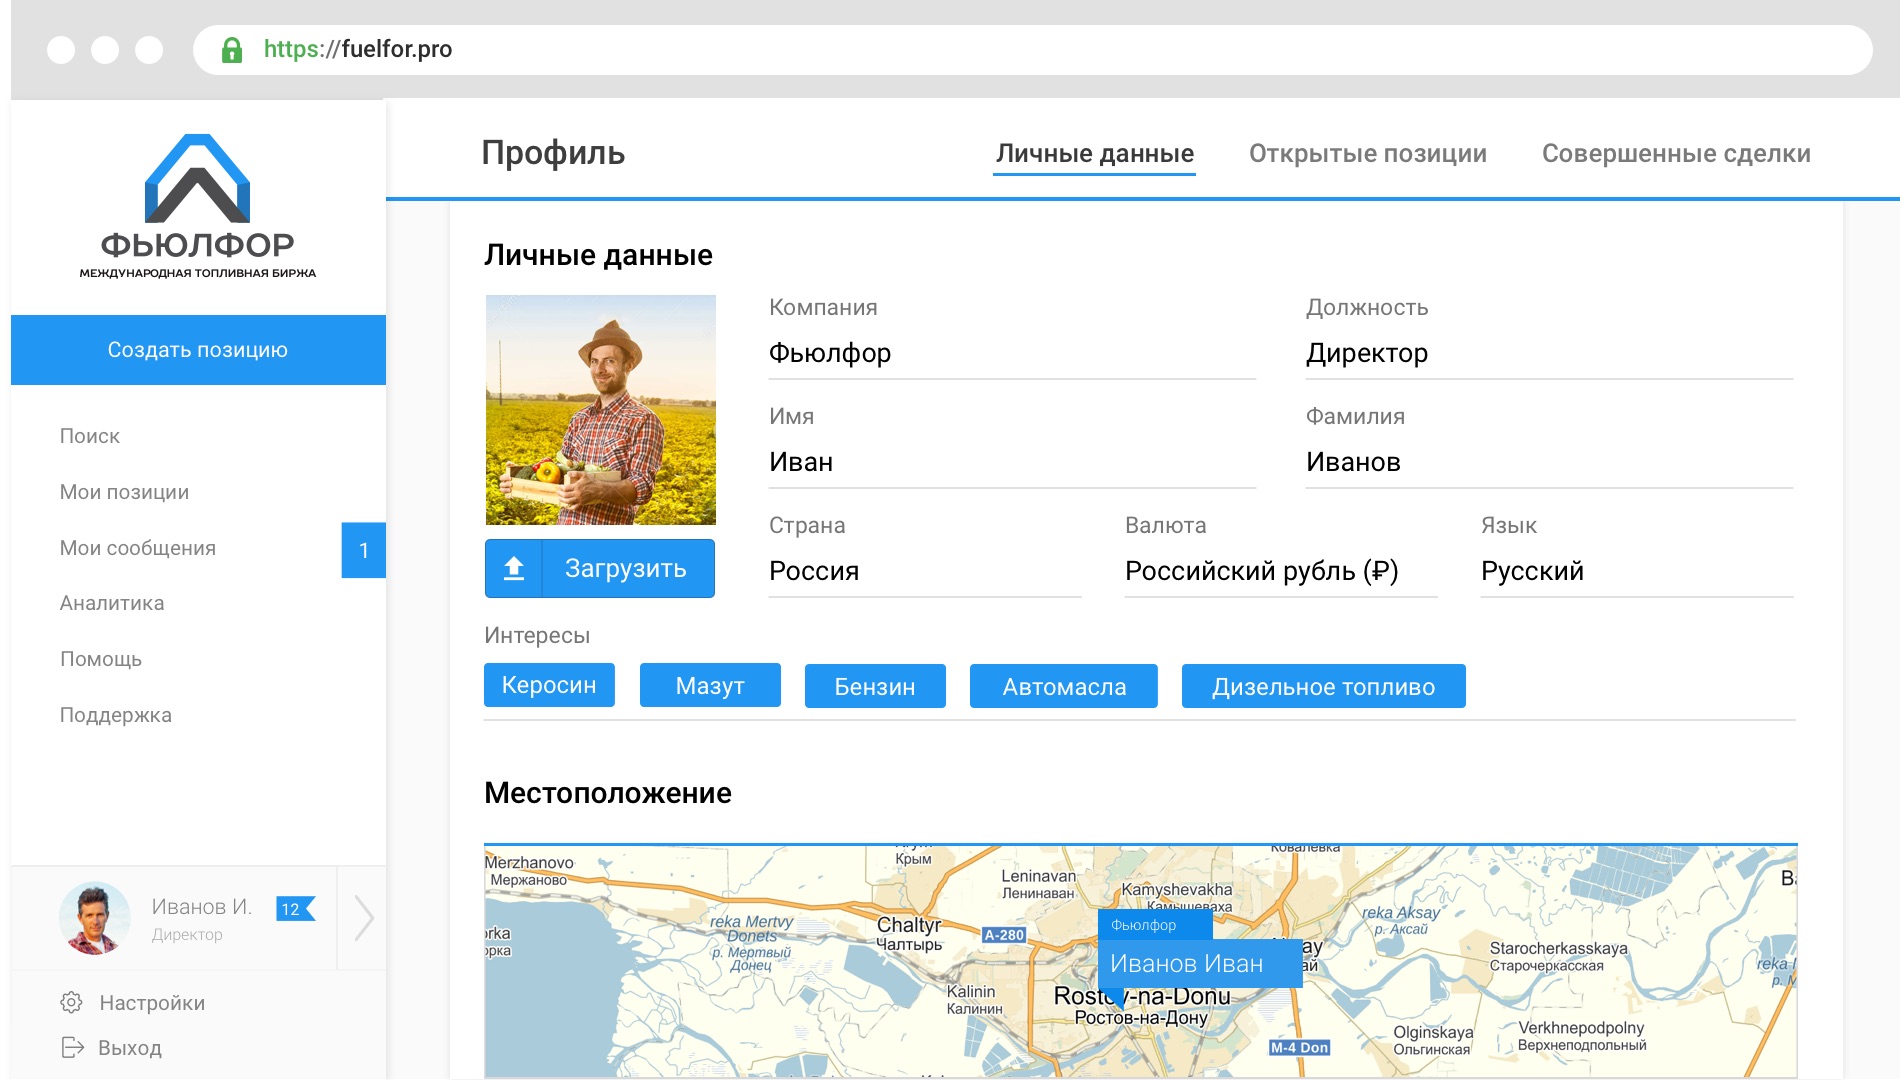 https://fuelfor.pro
ФЬЮЛФОР
МЕЖДУНАРОДНАЯ ТОПЛИВНАЯ БИРЖА
Создать позицию
Поиск
Мои позиции
Мои сообщения
1
Аналитика
Помощь
Поддержка
Иванов И.
12
Директор
Настройки
Выход
Профиль
Личные данные
Открытые позиции
Совершенные сделки
Личные данные
Загрузить
Компания
Фьюлфор
Должность
Директор
Имя
Иван
Фамилия
Иванов
Страна
Россия
Валюта
Российский рубль (₽)
Язык
Русский
Интересы
Керосин
Мазут
Бензин
Автомасла
Дизельное топливо
Местоположение
Merzhanovo
Мержаново
Крым
Leninavan
Ленинаван
Kamyshevakha
Камышеваха
Ковалевка
reka Mertvy
Donets
р. Мертвый
Донец
Chaltyr
Чалтырь
A-280
Фьюлфор
Иванов Иван
reka Aksay
р. Аксай
Starocherkasskaya
Старочеркасская
Kalinin
Калинин
Rostov-na-Donu
Ростов-на-Дону
M-4 Don
Olginskaya
Ольгинская
Verkhnepodpolny
Верхнеподпольный